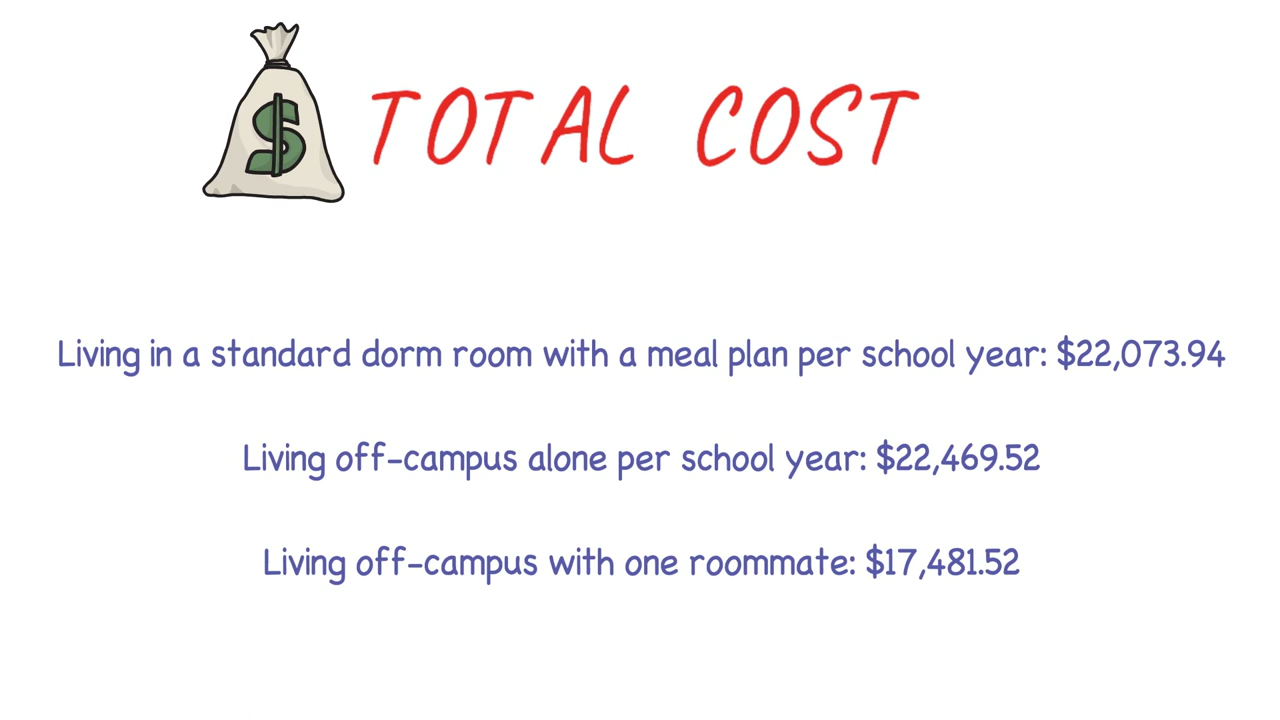 $
TOTAL COST
Living in a standard dorm room with a meal plan per school year: $22,073.94
Living off-campus alone per school year: $22,469.52
Living off-campus with one roommate: $17,481.52